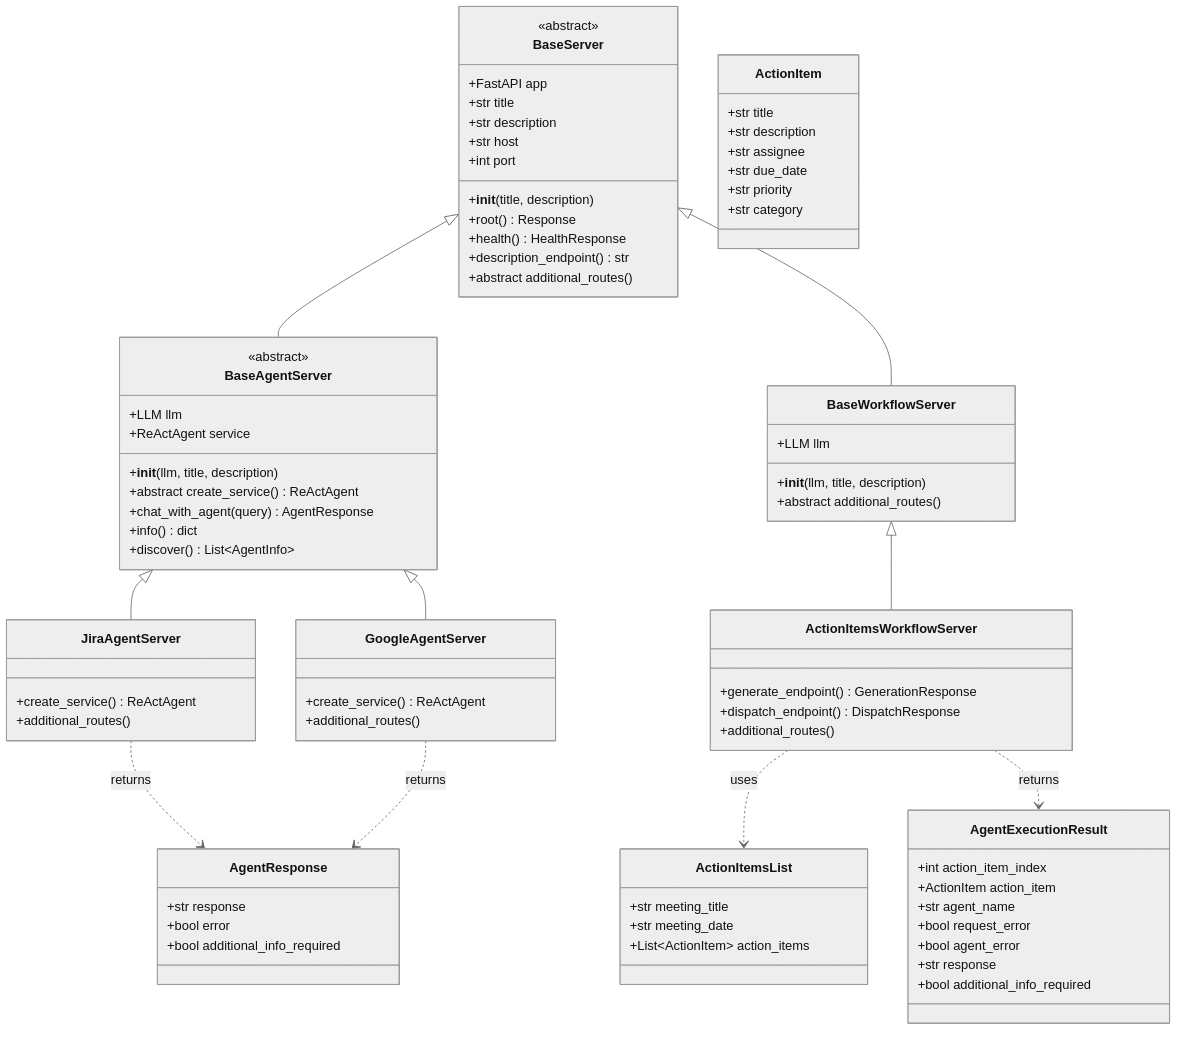 «abstract»
BaseServer
+FastAPI app
+str title
+str description
+str host
+int port
+init(title, description)
+root() : Response
+health() : HealthResponse
+description_endpoint() : str
+abstract additional_routes()
ActionItem
+str title
+str description
+str assignee
+str due_date
+str priority
+str category
«abstract»
BaseAgentServer
+LLM llm
+ReActAgent service
+init(llm, title, description)
+abstract create_service() : ReActAgent
+chat_with_agent(query) : AgentResponse
+info() : dict
+discover() : List<AgentInfo>
BaseWorkflowServer
+LLM llm
+init(llm, title, description)
+abstract additional_routes()
JiraAgentServer
+create_service() : ReActAgent
+additional_routes()
GoogleAgentServer
+create_service() : ReActAgent
+additional_routes()
ActionItemsWorkflowServer
+generate_endpoint() : GenerationResponse
+dispatch_endpoint() : DispatchResponse
+additional_routes()
returns
returns
uses
returns
AgentResponse
+str response
+bool error
+bool additional_info_required
ActionItemsList
+str meeting_title
+str meeting_date
+List<ActionItem> action_items
AgentExecutionResult
+int action_item_index
+ActionItem action_item
+str agent_name
+bool request_error
+bool agent_error
+str response
+bool additional_info_required